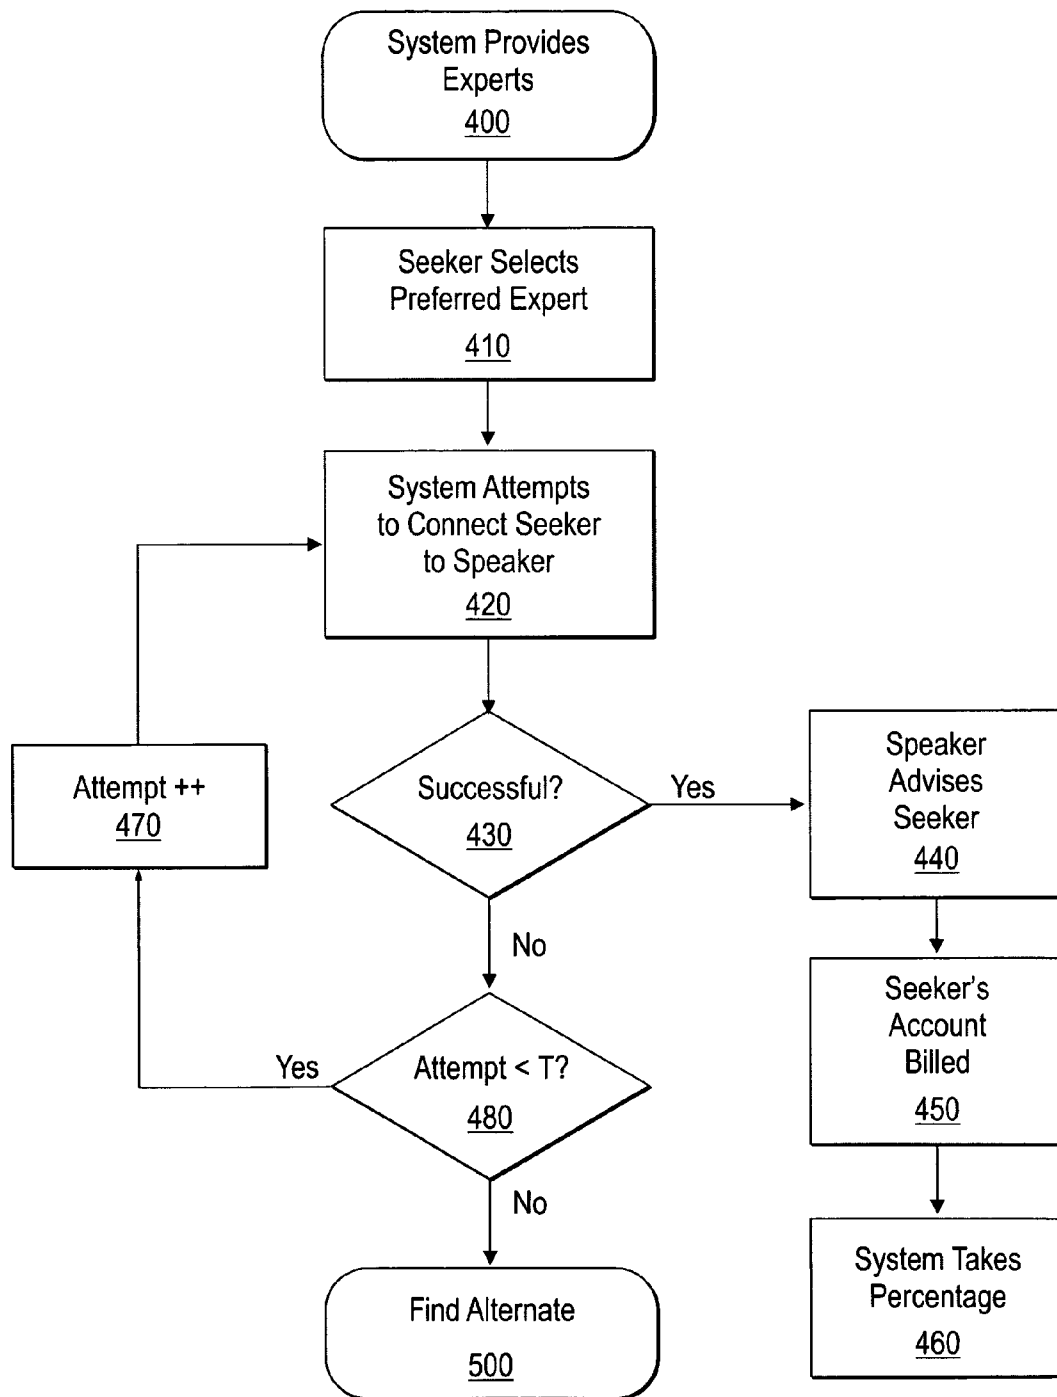 System Provides
Experts
400
Seeker Selects
Preferred Expert
410
System Attempts
to Connect Seeker
to Speaker
420
Attempt ++
470
Successful?
430
Yes
Speaker
Advises
Seeker
440
No
Yes
Attempt < T?
480
Seeker's
Account
Billed
450
No
Find Alternate
500
System Takes
Percentage
460